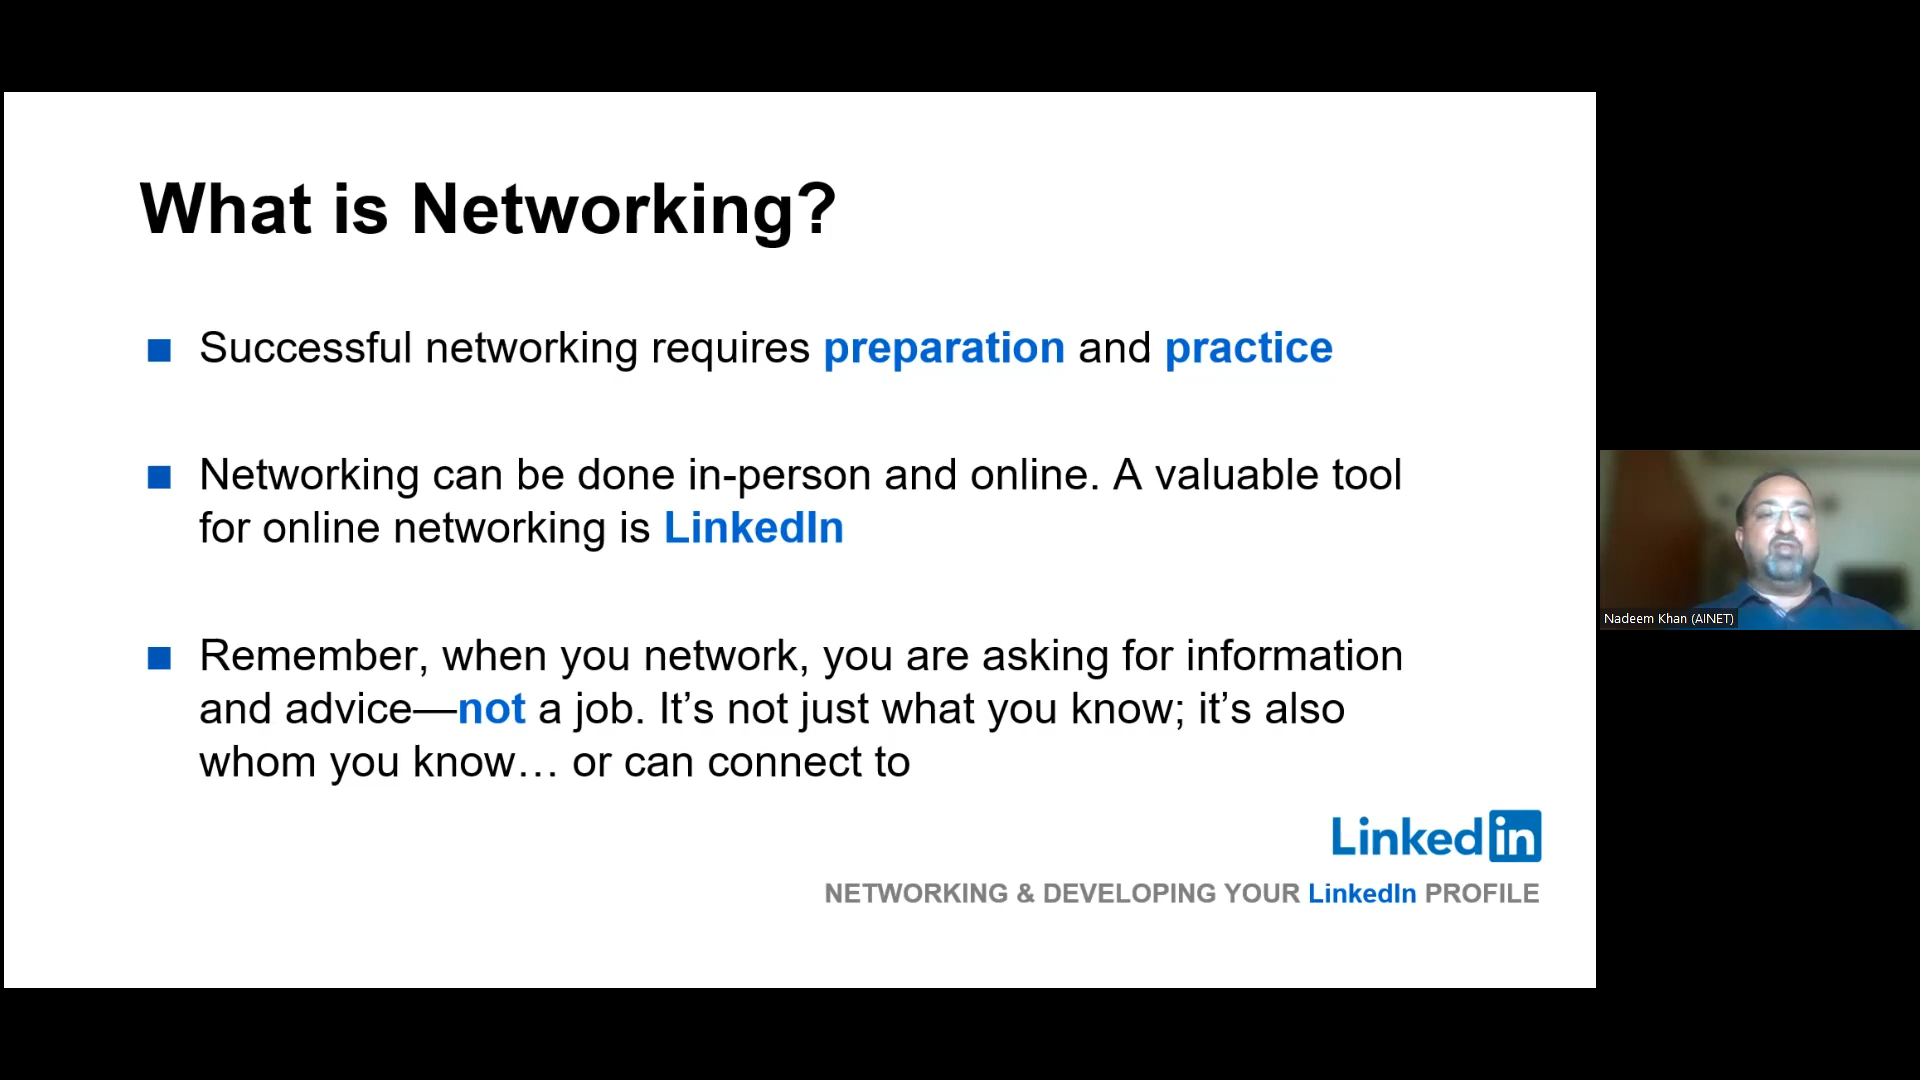 What is Networking?
Successful networking requires preparation and practice
Networking can be done in-person and online. A valuable tool
for online networking is LinkedIn
Remember, when you network, you are asking for information
and advice—not a job. It’s not just what you know; it’s also
whom you know… or can connect to
Linked in
NETWORKING & DEVELOPING YOUR LinkedIn PROFILE
Nadeem Khan (AINET)